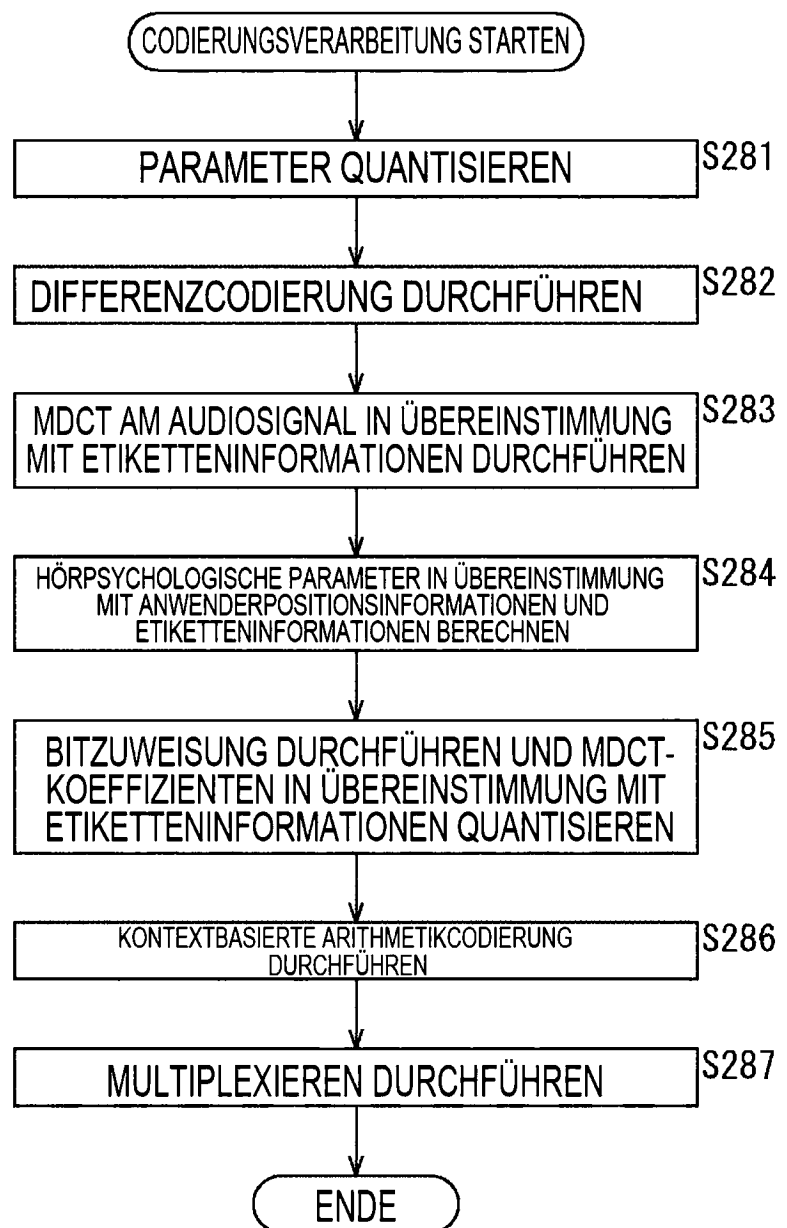 CODIERUNGSVERARBEITUNG STARTEN
PARAMETER QUANTISIEREN
S281
DIFFERENZCODIERUNG DURCHFÜHREN
S282
MDCT AM AUDIOSIGNAL IN ÜBEREINSTIMMUNG
MIT ETIKETTENINFORMATIONEN DURCHFÜHREN
S283
HÖRPSYCHOLOGISCHE PARAMETER IN ÜBEREINSTIMMUNG
MIT ANWENDERPOSITIONSINFORMATIONEN UND
ETIKETTENINFORMATIONEN BERECHNEN
S284
BITZUWEISUNG DURCHFÜHREN UND MDCT-
KOEFFIZIENTEN IN ÜBEREINSTIMMUNG MIT
ETIKETTENINFORMATIONEN QUANTISIEREN
S285
KONTEXTBASIERTE ARITHMETIKCODIERUNG
DURCHFÜHREN
S286
MULTIPLEXIEREN DURCHFÜHREN
S287
ENDE